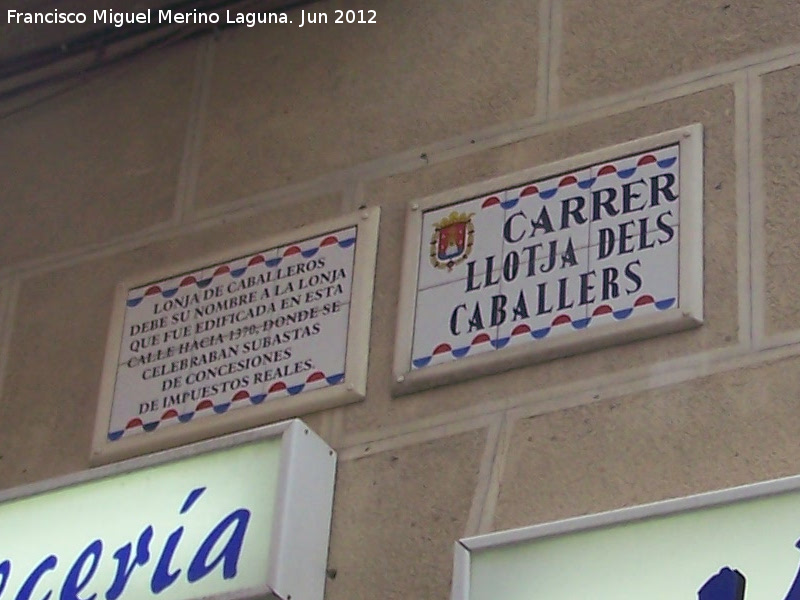 Francisco Miguel Merino Laguna. Jun 2012
LONJA DE CABALLEROS
DEBE SU NOMBRE A LA LONJA
QUE FUE EDIFICADA EN ESTA
CALLE HACIA 1370, DONDE SE
CELEBRABAN SUBASTAS
DE CONCESIONES
DE IMPUESTOS REALES.
CARRER
LLOTJA DELS
CABALLERS